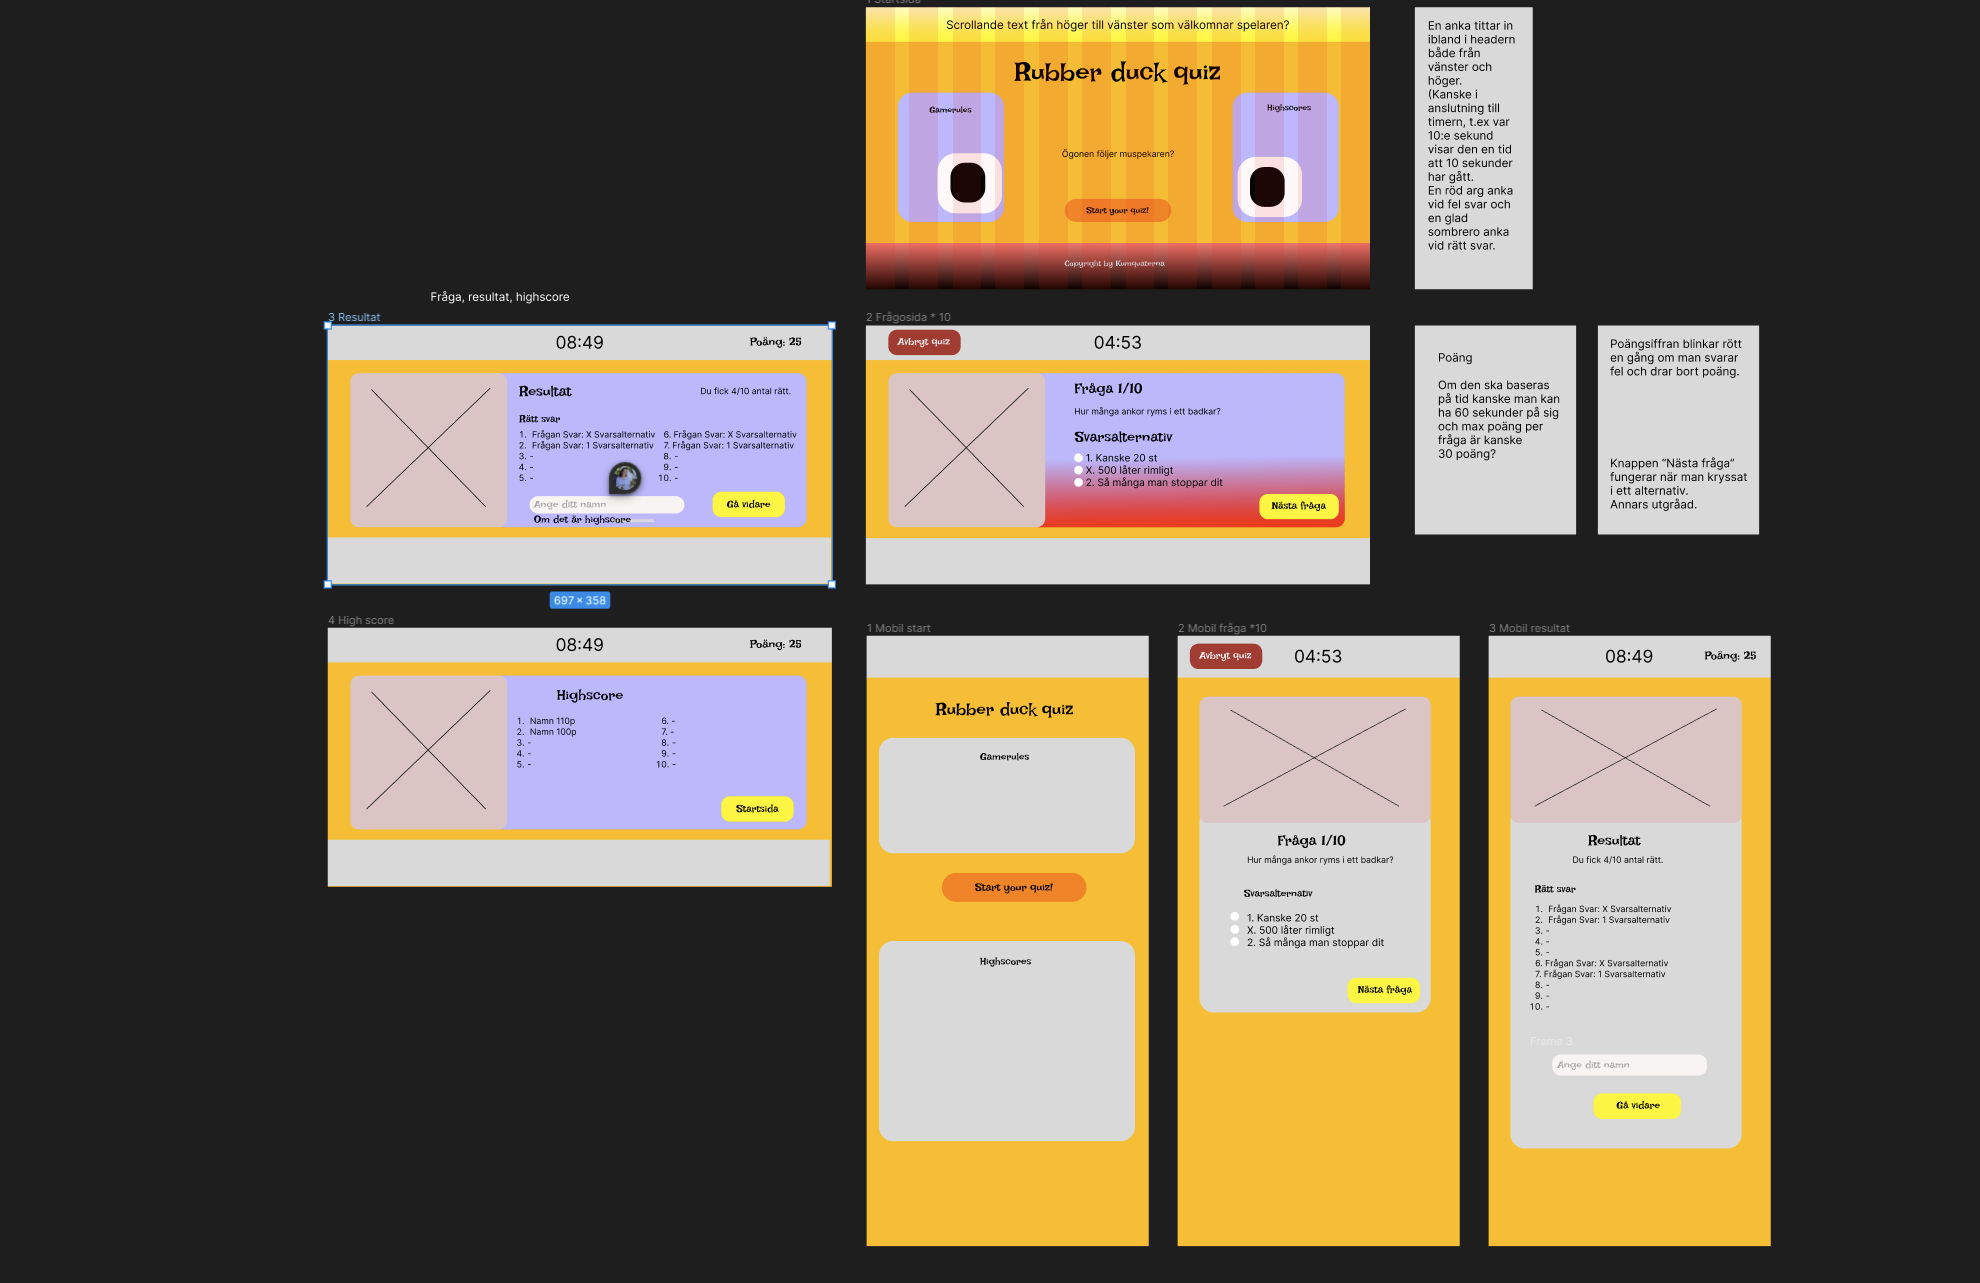 1 Startsida
Scrollande text från höger till vänster som välkomnar spelaren?
Rubber duck quiz
Gamerules
Highscores
Ögonen följer muspekaren?
Start your quiz!
Copyright by Kumquaterna
En anka tittar in
ibland i headern
både från
vänster och
höger.
(Kanske i
anslutning till
timern, t.ex var
10:e sekund
visar den en tid
att 10 sekunder
har gått.
En röd arg anka
vid fel svar och
en glad
sombrero anka
vid rätt svar.
Fråga, resultat, highscore
3 Resultat
08:49
Poäng: 25
Resultat
Du fick 4/10 antal rätt.
Rätt svar
1. Frågan Svar: X Svarsalternativ
2. Frågan Svar: 1 Svarsalternativ
3. -
4. -
5. -
6. Frågan Svar: X Svarsalternativ
7. Frågan Svar: 1 Svarsalternativ
8. -
9. -
10. -
Ange ditt namn
Om det är highscore
Gå vidare
697 × 358
2 Frågosida * 10
Avbryt quiz
04:53
Fråga 1/10
Hur många ankor ryms i ett badkar?
Svarsalternativ
1. Kanske 20 st
X. 500 låter rimligt
2. Så många man stoppar dit
Nästa fråga
Poäng
Om den ska baseras
på tid kanske man kan
ha 60 sekunder på sig
och max poäng per
fråga är kanske
30 poäng?
Poängsiffran blinkar rött
en gång om man svarar
fel och drar bort poäng.
Knappen “Nästa fråga”
fungerar när man kryssat
i ett alternativ.
Annars utgråad.
4 High score
08:49
Poäng: 25
Highscore
1. Namn 110p
2. Namn 100p
3. -
4. -
5. -
6. -
7. -
8. -
9. -
10. -
Startsida
1 Mobil start
Rubber duck quiz
Gamerules
Start your quiz!
Highscores
2 Mobil fråga *10
Avbryt quiz
04:53
Fråga 1/10
Hur många ankor ryms i ett badkar?
Svarsalternativ
1. Kanske 20 st
X. 500 låter rimligt
2. Så många man stoppar dit
Nästa fråga
3 Mobil resultat
08:49
Poäng: 25
Resultat
Du fick 4/10 antal rätt.
Rätt svar
1. Frågan Svar: X Svarsalternativ
2. Frågan Svar: 1 Svarsalternativ
3. -
4. -
5. -
6. Frågan Svar: X Svarsalternativ
7. Frågan Svar: 1 Svarsalternativ
8. -
9. -
10. -
Frame 3
Ange ditt namn
Gå vidare